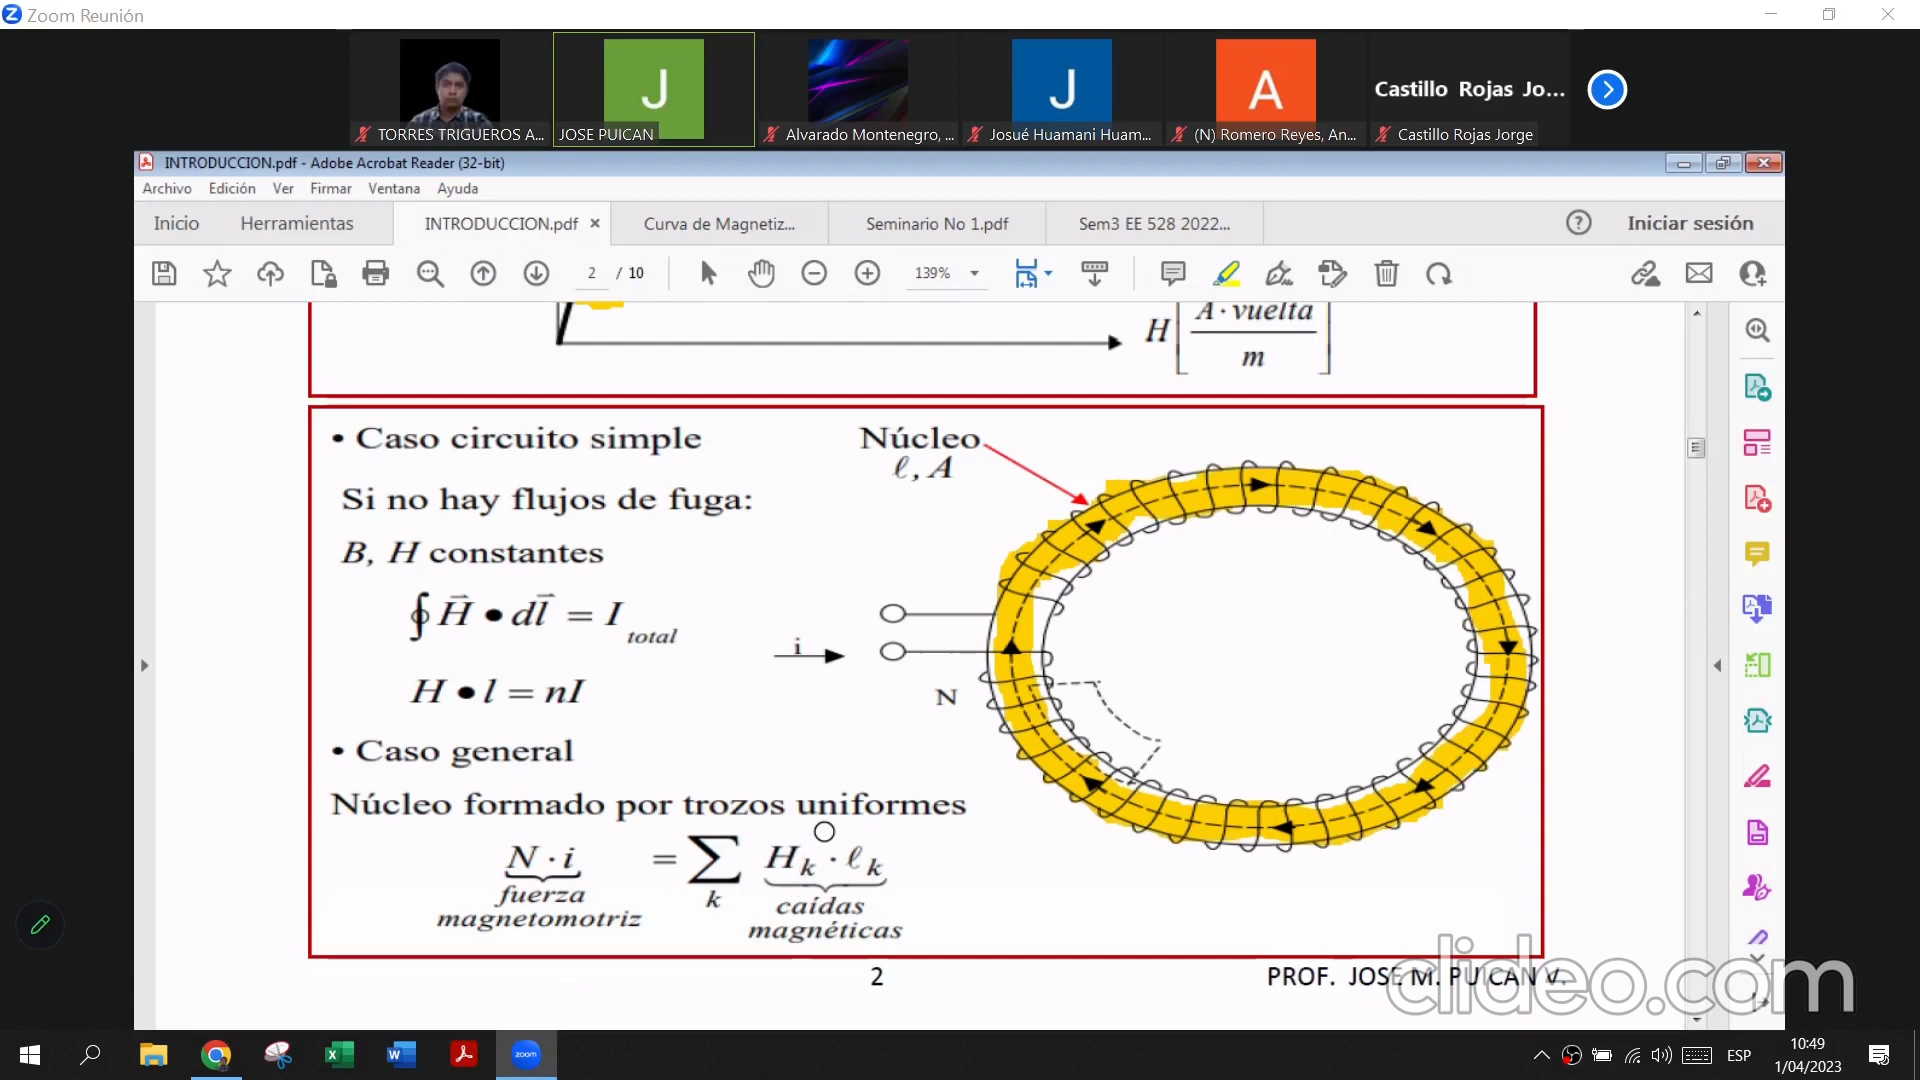 Zoom Reunión
J
J
A
Castillo Rojas Jo...
TORRES TRIGUEROS A...
JOSE PUICAN
Alvarado Montenegro, ...
Josué Huamani Huam...
(N) Romero Reyes, An...
Castillo Rojas Jorge
INTRODUCCION.pdf - Adobe Acrobat Reader (32-bit)
Archivo Edición Ver Firmar Ventana Ayuda
Inicio Herramientas INTRODUCCION.pdf × Curva de Magnetiz... Seminario No 1.pdf Sem3 EE 528 2022... ? Iniciar sesión
2 / 10 139%
H[A · vuelta / m]
• Caso circuito simple
Núcleo
ℓ, A
Si no hay flujos de fuga:
B, H constantes
∮ H⃗ • dl⃗ = I total
i
H • l = nI
N
• Caso general
Núcleo formado por trozos uniformes
N · i = ∑ H k · ℓ k
k
fuerza magnetomotriz
caídas magnéticas
2
PROF. JOSE M. PUICAN V.
clideo.com
zoom
ESP
10:49
1/04/2023